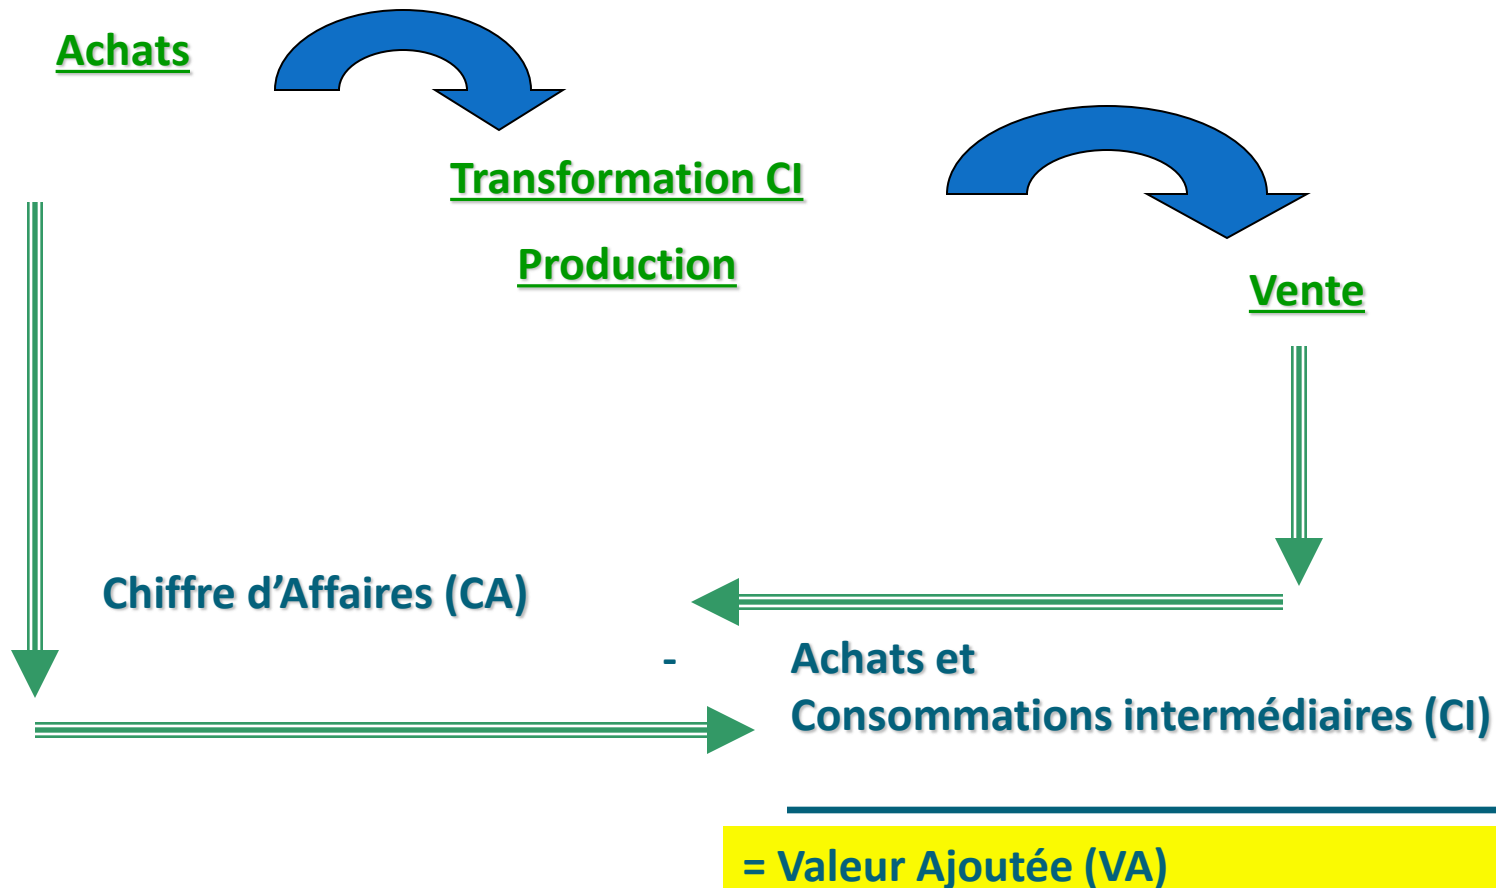 Achats
Transformation CI
Production
Vente
Chiffre d’Affaires (CA)
- Achats et
Consommations intermédiaires (CI)
= Valeur Ajoutée (VA)